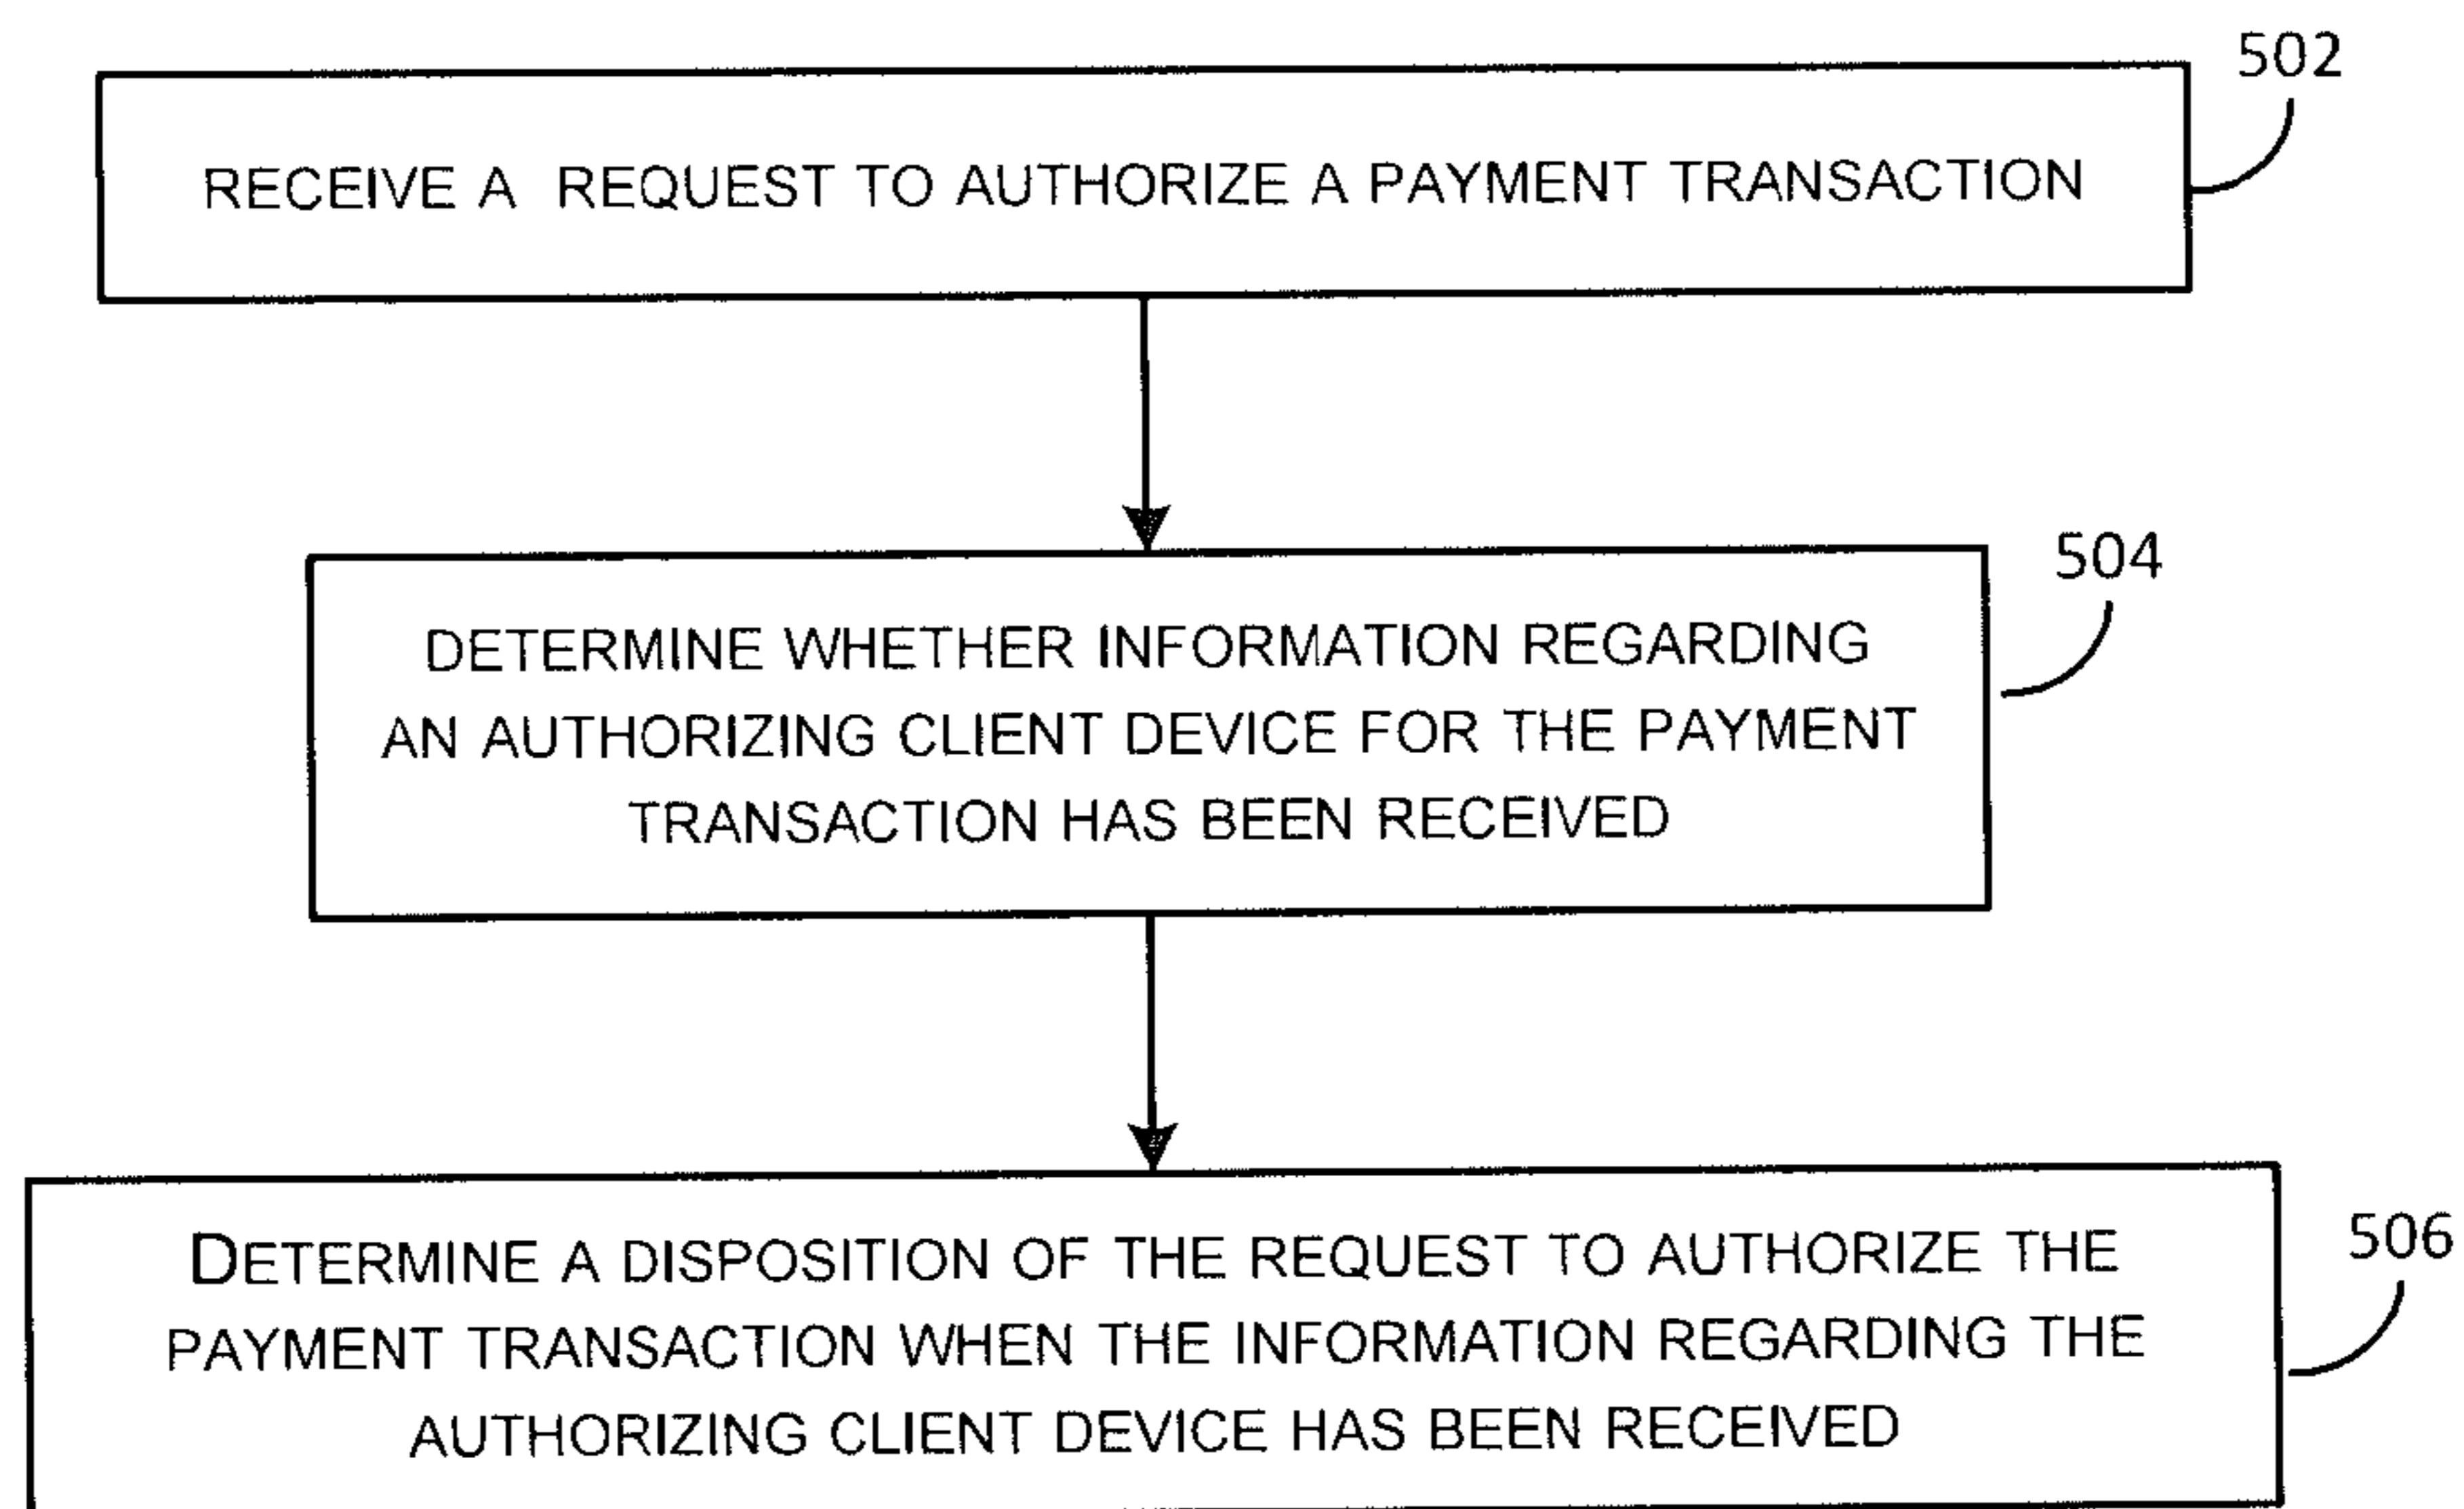 502
RECEIVE A REQUEST TO AUTHORIZE A PAYMENT TRANSACTION
504
DETERMINE WHETHER INFORMATION REGARDING
AN AUTHORIZING CLIENT DEVICE FOR THE PAYMENT
TRANSACTION HAS BEEN RECEIVED
506
DETERMINE A DISPOSITION OF THE REQUEST TO AUTHORIZE THE
PAYMENT TRANSACTION WHEN THE INFORMATION REGARDING THE
AUTHORIZING CLIENT DEVICE HAS BEEN RECEIVED